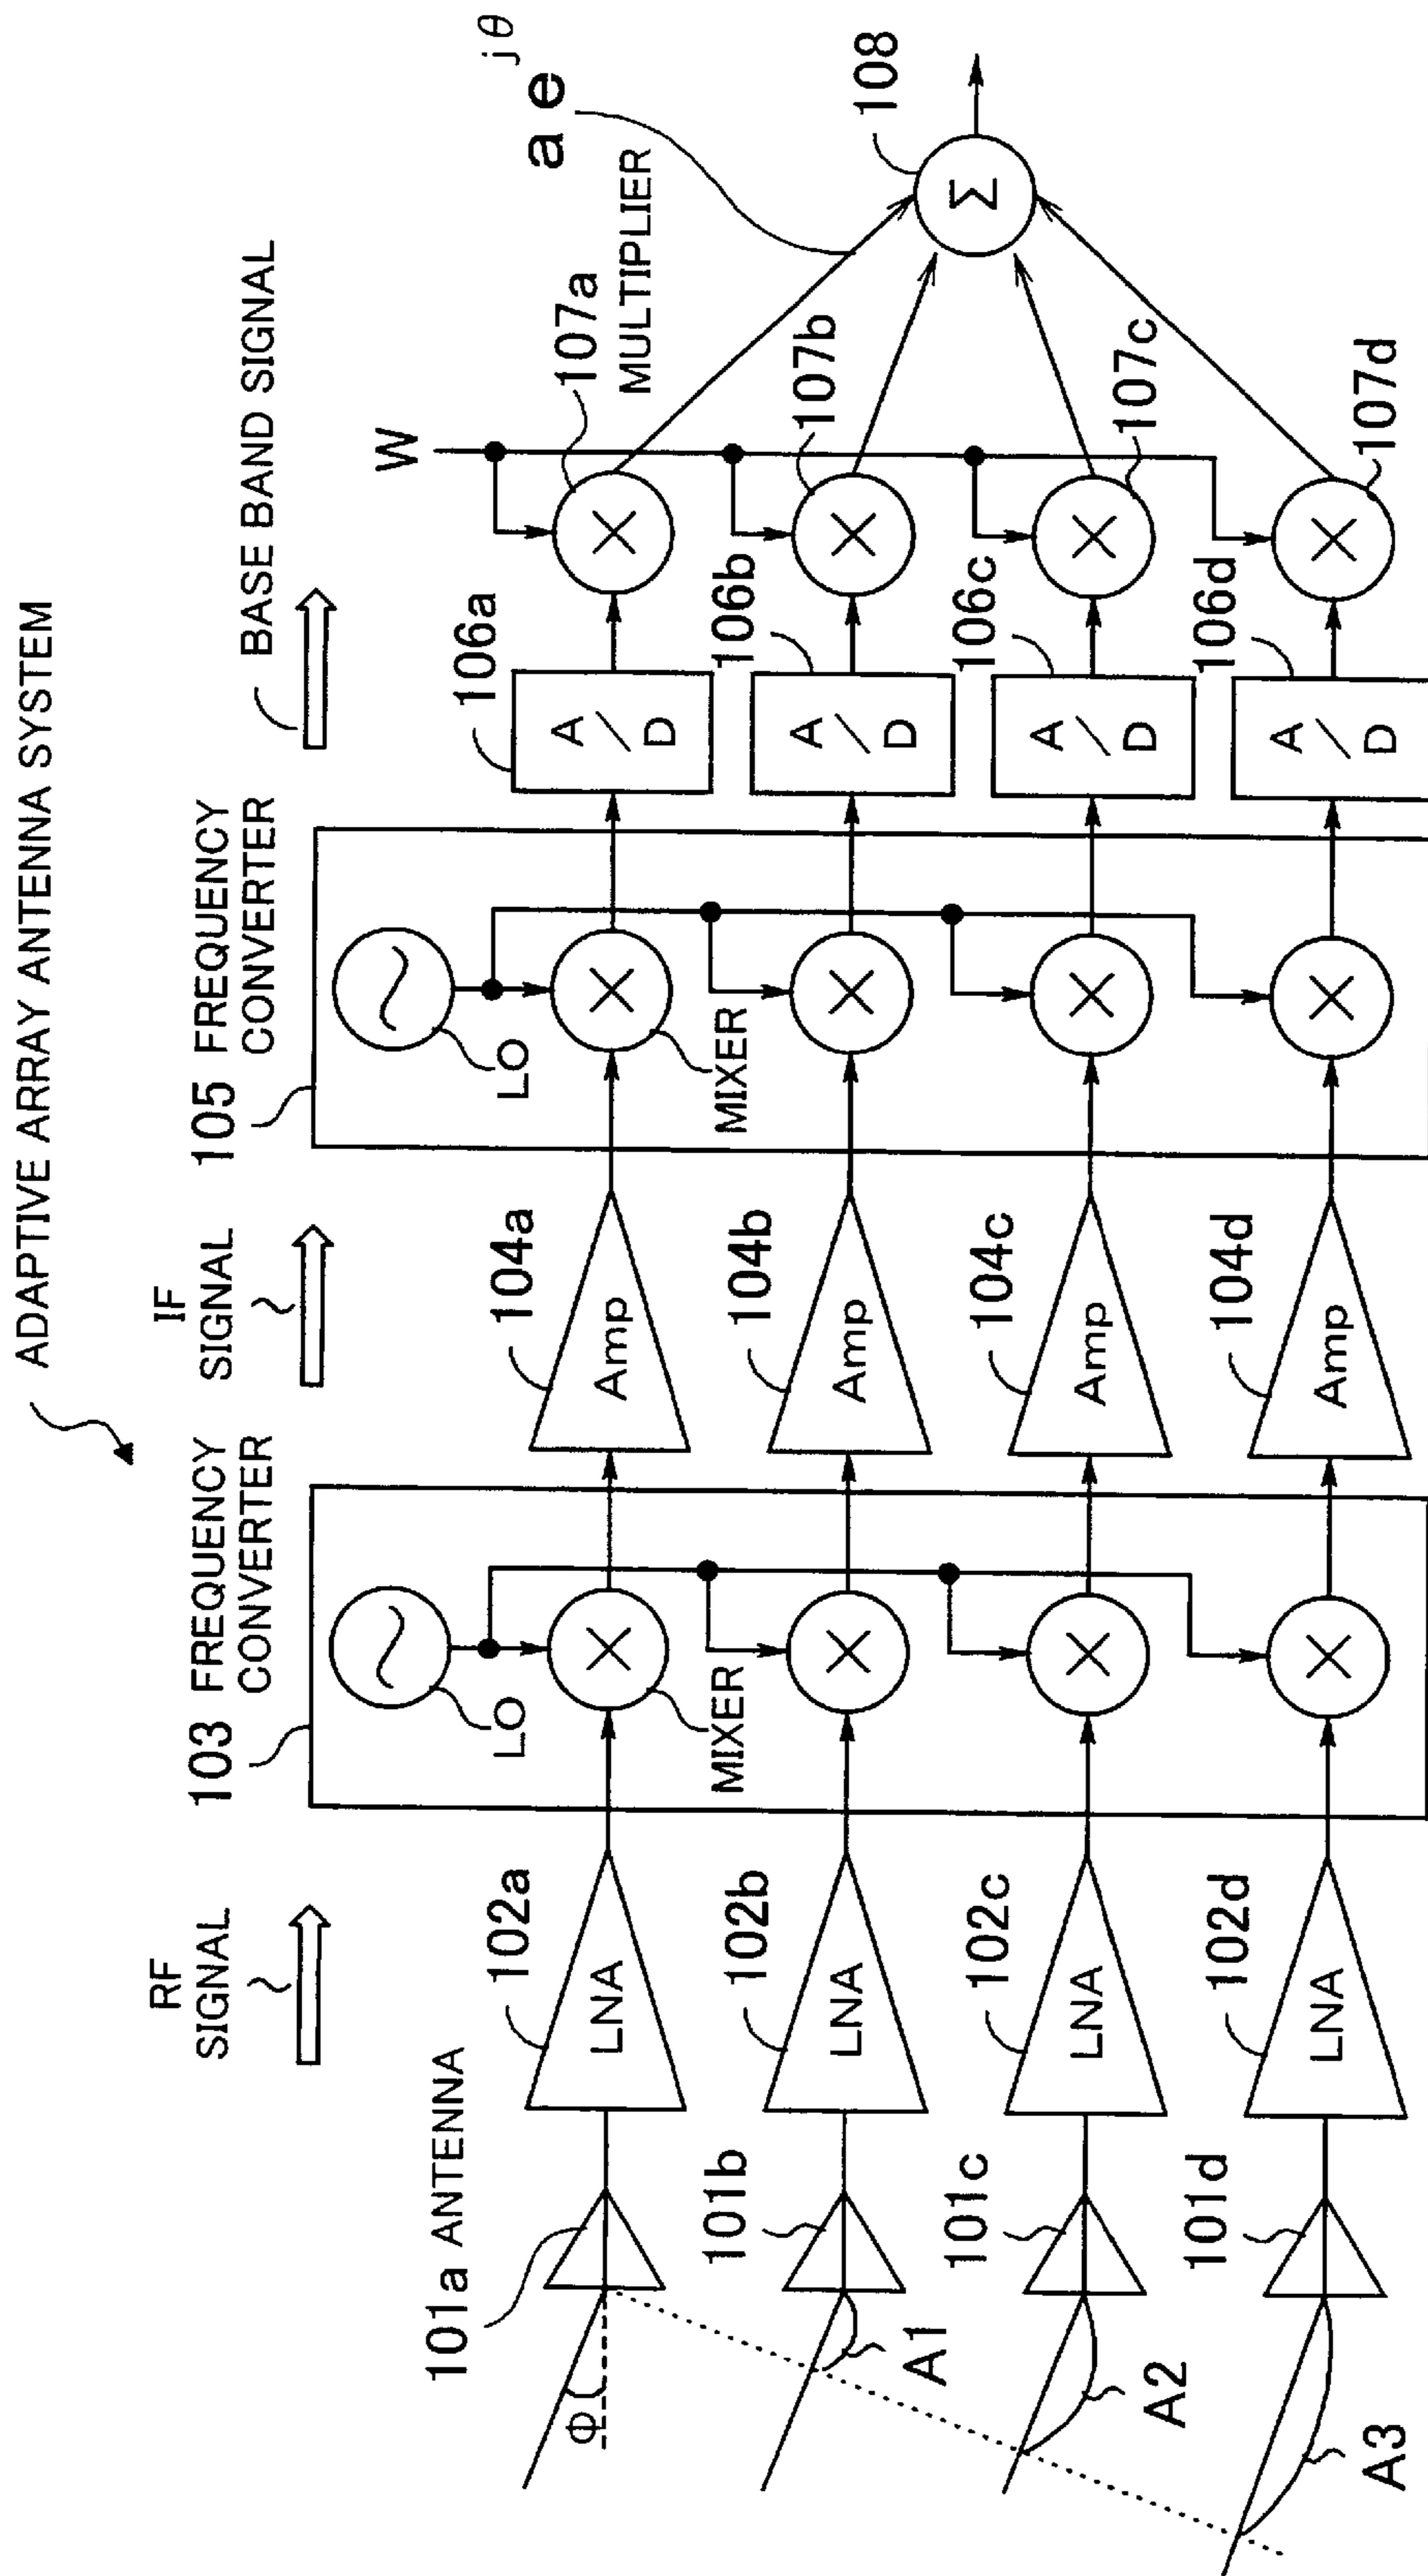 ADAPTIVE ARRAY ANTENNA SYSTEM
RF
SIGNAL
IF
SIGNAL
BASE BAND SIGNAL
103 FREQUENCY
CONVERTER
105 FREQUENCY
CONVERTER
LO
LO
MIXER
MIXER
W
a e jθ
101a ANTENNA
102a
LNA
104a
Amp
106a
A/D
107a
MULTIPLIER
101b
102b
LNA
104b
Amp
106b
A/D
107b
108
Σ
101c
102c
LNA
104c
Amp
106c
A/D
107c
101d
102d
LNA
104d
Amp
106d
A/D
107d
Φ
A1
A2
A3